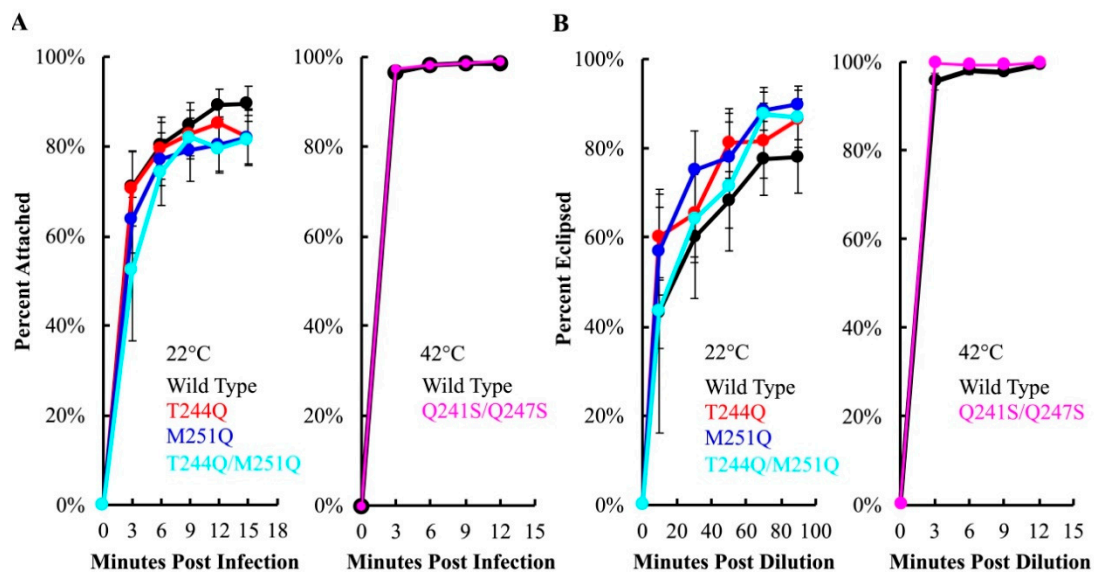 A
B
100%
80%
60%
40%
20%
0%
Percent Attached
22°C
Wild Type
T244Q
M251Q
T244Q/M251Q
0 3 6 9 12 15 18
Minutes Post Infection
100%
80%
60%
40%
20%
0%
42°C
Wild Type
Q241S/Q247S
0 3 6 9 12 15
Minutes Post Infection
100%
80%
60%
40%
20%
0%
Percent Eclipsed
22°C
Wild Type
T244Q
M251Q
T244Q/M251Q
0 20 40 60 80 100
Minutes Post Dilution
100%
80%
60%
40%
20%
0%
42°C
Wild Type
Q241S/Q247S
0 3 6 9 12 15
Minutes Post Dilution